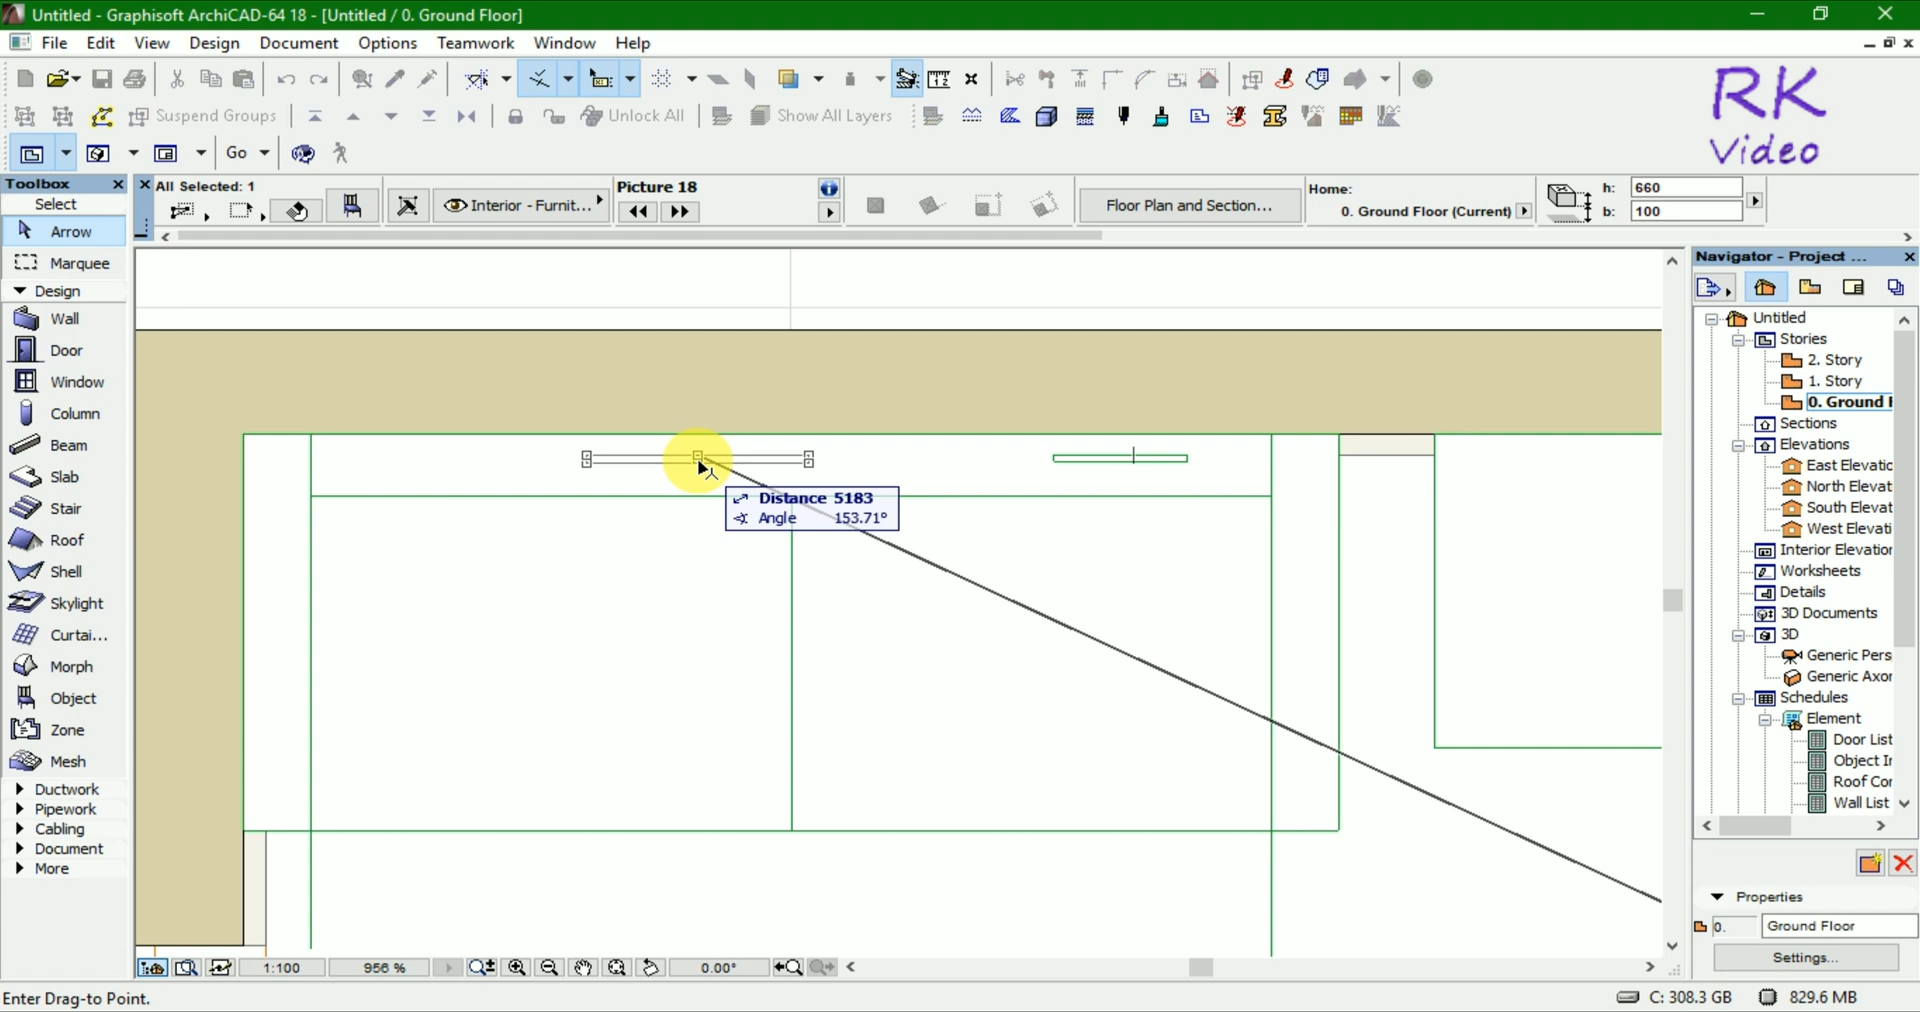 Untitled - Graphisoft ArchiCAD-64 18 - [Untitled / 0. Ground Floor]
File Edit View Design Document Options Teamwork Window Help
RK
Video
Suspend Groups
Unlock All
Show All Layers
Go
Toolbox
Select
Arrow
Marquee
Design
Wall
Door
Window
Column
Beam
Slab
Stair
Roof
Shell
Skylight
Curtai...
Morph
Object
Zone
Mesh
Ductwork
Pipework
Cabling
Document
More
All Selected: 1
Interior - Furnit...
Picture 18
Floor Plan and Section...
Home:
0. Ground Floor (Current)
h: 660
b: 100
Distance 5183
Angle 153.71°
Navigator - Project ...
Untitled
Stories
2. Story
1. Story
0. Ground F
Sections
Elevations
East Elevatic
North Elevat
South Elevat
West Elevati
Interior Elevation
Worksheets
Details
3D Documents
3D
Generic Pers
Generic Axor
Schedules
Element
Door List
Object Ir
Roof Cor
Wall List
Properties
0. Ground Floor
Settings...
1:100
956 %
0.00°
Enter Drag-to Point.
C: 308.3 GB
829.6 MB